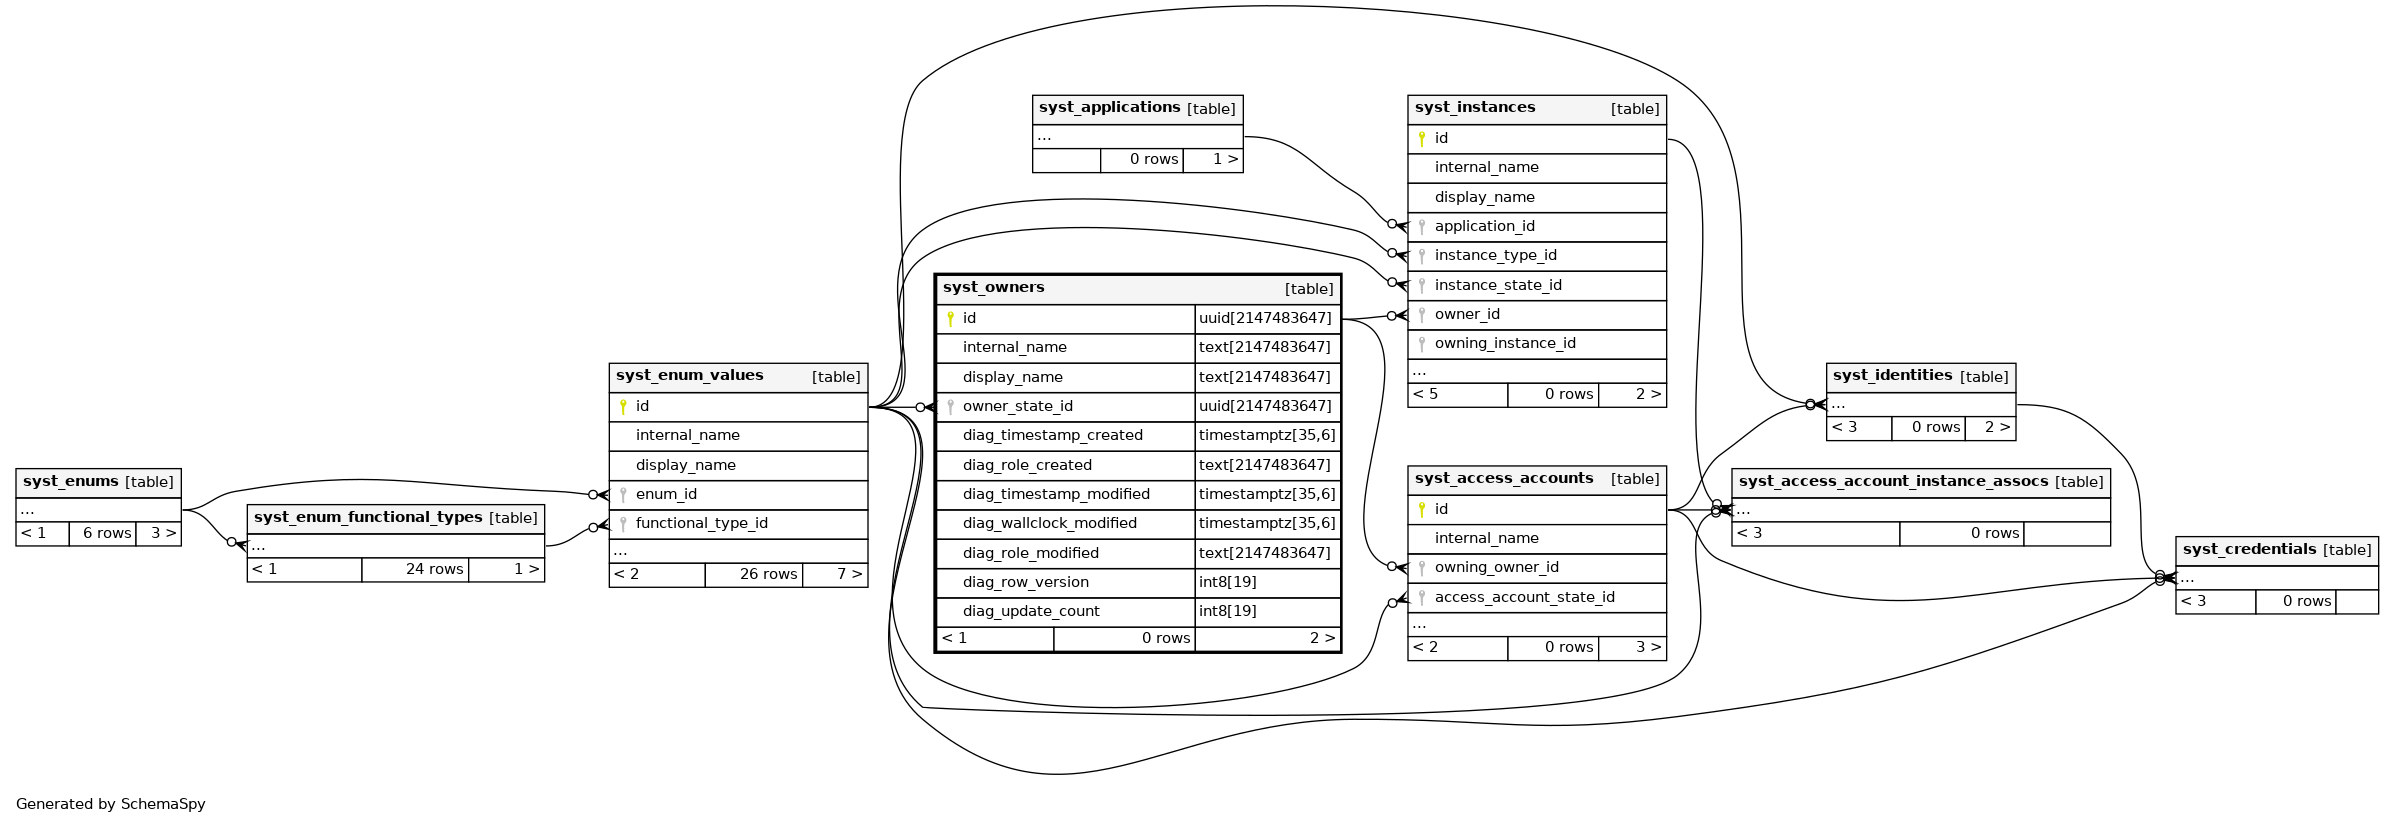 syst_applications [table]
...
0 rows 1 >
syst_instances [table]
id
internal_name
display_name
application_id
instance_type_id
instance_state_id
owner_id
owning_instance_id
...
< 5 0 rows 2 >
syst_owners [table]
id uuid[2147483647]
internal_name text[2147483647]
display_name text[2147483647]
owner_state_id uuid[2147483647]
diag_timestamp_created timestamptz[35,6]
diag_role_created text[2147483647]
diag_timestamp_modified timestamptz[35,6]
diag_wallclock_modified timestamptz[35,6]
diag_role_modified text[2147483647]
diag_row_version int8[19]
diag_update_count int8[19]
< 1 0 rows 2 >
syst_enum_values [table]
id
internal_name
display_name
enum_id
functional_type_id
...
< 2 26 rows 7 >
syst_identities [table]
...
< 3 0 rows 2 >
syst_enums [table]
...
< 1 6 rows 3 >
syst_enum_functional_types [table]
...
< 1 24 rows 1 >
syst_access_accounts [table]
id
internal_name
owning_owner_id
access_account_state_id
...
< 2 0 rows 3 >
syst_access_account_instance_assocs [table]
...
< 3 0 rows
syst_credentials [table]
...
< 3 0 rows
Generated by SchemaSpy